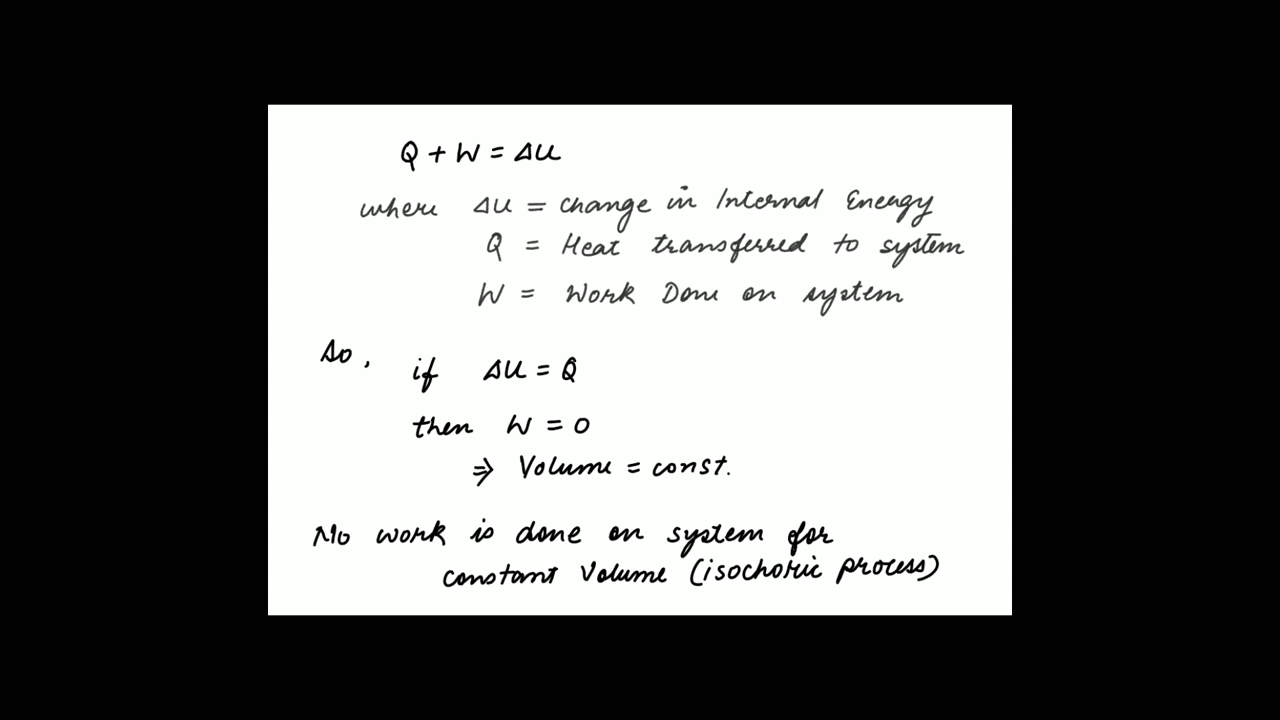 Q + W = ΔU
where ΔU = change in Internal Energy
Q = Heat transferred to system
W = Work Done on system
So, if ΔU = Q
then W = 0
⇒ Volume = const.
No work is done on system for
constant Volume (isochoric process)